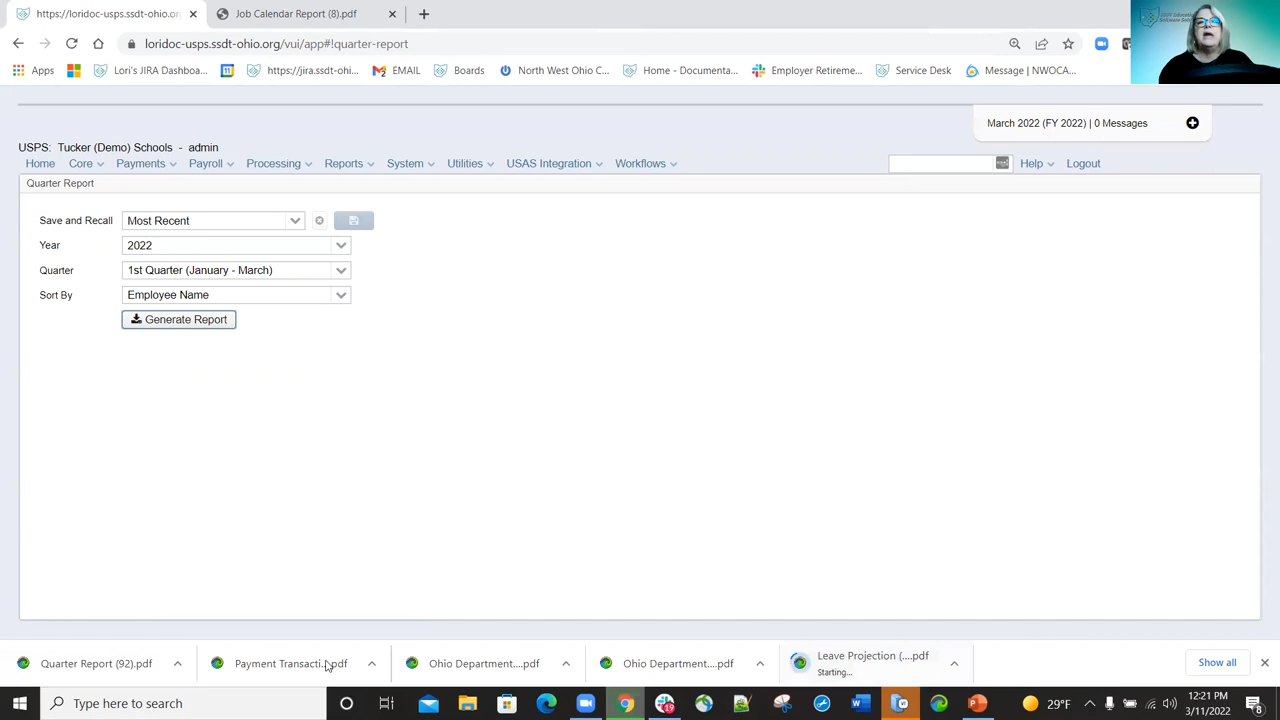 https://loridoc-usps.ssdt-ohio.or
Job Calendar Report (8).pdf
loridoc-usps.ssdt-ohio.org/vui/app#!quarter-report
Apps
Lori's JIRA Dashboa...
https://jira.ssdt-ohi...
EMAIL
Boards
North West Ohio C...
Home - Documenta...
Employer Retireme...
Service Desk
Message | NWOCA...
March 2022 (FY 2022) | 0 Messages
USPS: Tucker (Demo) Schools - admin
Home Core Payments Payroll Processing Reports System Utilities USAS Integration Workflows Help Logout
Quarter Report
Save and Recall Most Recent
Year 2022
Quarter 1st Quarter (January - March)
Sort By Employee Name
Generate Report
Quarter Report (92).pdf
Payment Transacti....pdf
Ohio Department....pdf
Ohio Department....pdf
Leave Projection (....pdf
Starting...
Show all
Type here to search
19
29°F
12:21 PM
3/11/2022
8